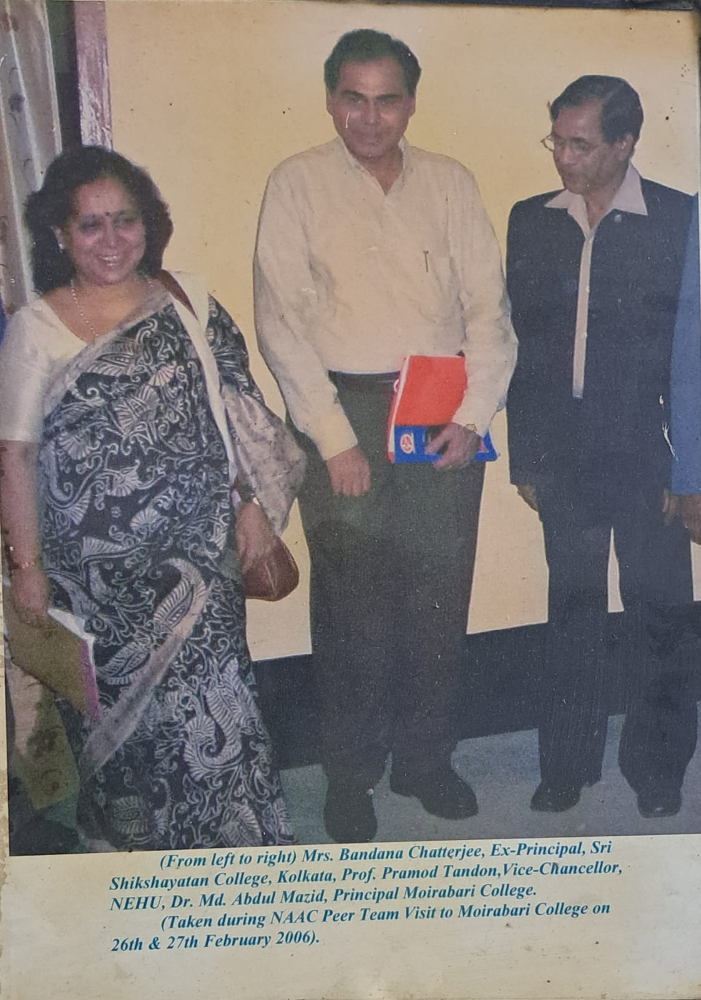 (From left to right) Mrs. Bandana Chatterjee, Ex-Principal, Sri
Shikshayatan College, Kolkata, Prof. Pramod Tandon,Vice-Chancellor,
NEHU, Dr. Md. Abdul Mazid, Principal Moirabari College.
(Taken during NAAC Peer Team Visit to Moirabari College on
26th & 27th February 2006).